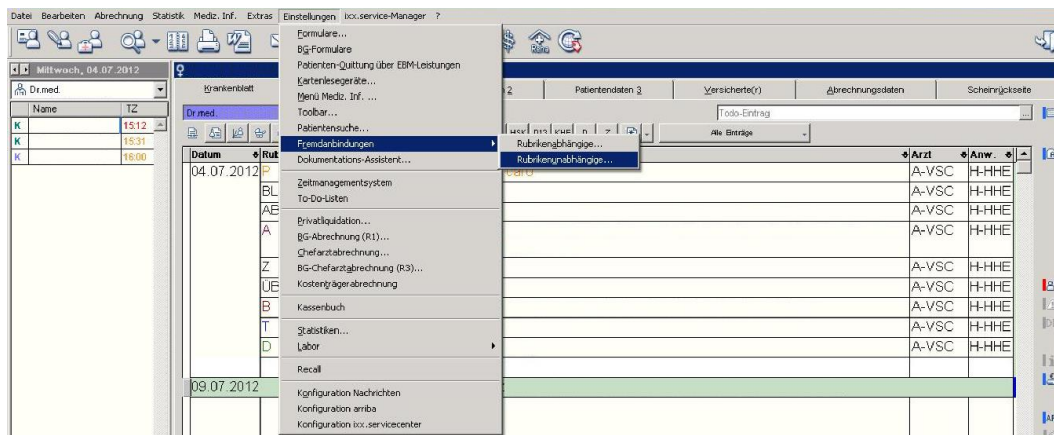 Datei Bearbeiten Abrechnung Statistik Mediz. Inf. Extras Einstellungen ixx.service-Manager ?
Mittwoch, 04.07.2012
Dr.med.
Name TZ
K 15:12
K 15:31
K 16:00
Krankenblatt 2 Patientendaten 3 Versicherte(r) Abrechnungsdaten Scheinrückseite
Dr.med. Todo-Eintrag
HSK D13 KHE D Z Alle Einträge
Datum Rub Arzt Anw.
04.07.2012 P A-VSC H-HHE
BL A-VSC H-HHE
AB A-VSC H-HHE
A A-VSC H-HHE
Z A-VSC H-HHE
ÜB A-VSC H-HHE
B A-VSC H-HHE
T A-VSC H-HHE
D A-VSC H-HHE
09.07.2012
Formulare...
BG-Formulare
Patienten-Quittung über EBM-Leistungen
Kartenlesegeräte...
Menü Mediz. Inf. ...
Toolbar...
Patientensuche...
Fremdanbindungen
Rubrikenabhängige...
Rubrikenunabhängige...
Dokumentations-Assistent...
Zeitmanagementsystem
To-Do-Listen
Privatliquidation...
BG-Abrechnung (R1)...
Chefarztabrechnung...
BG-Chefarztabrechnung (R3)...
Kostenträgerabrechnung
Kassenbuch
Statistiken...
Labor
Recall
Konfiguration Nachrichten
Konfiguration arriba
Konfiguration ixx.servicecenter